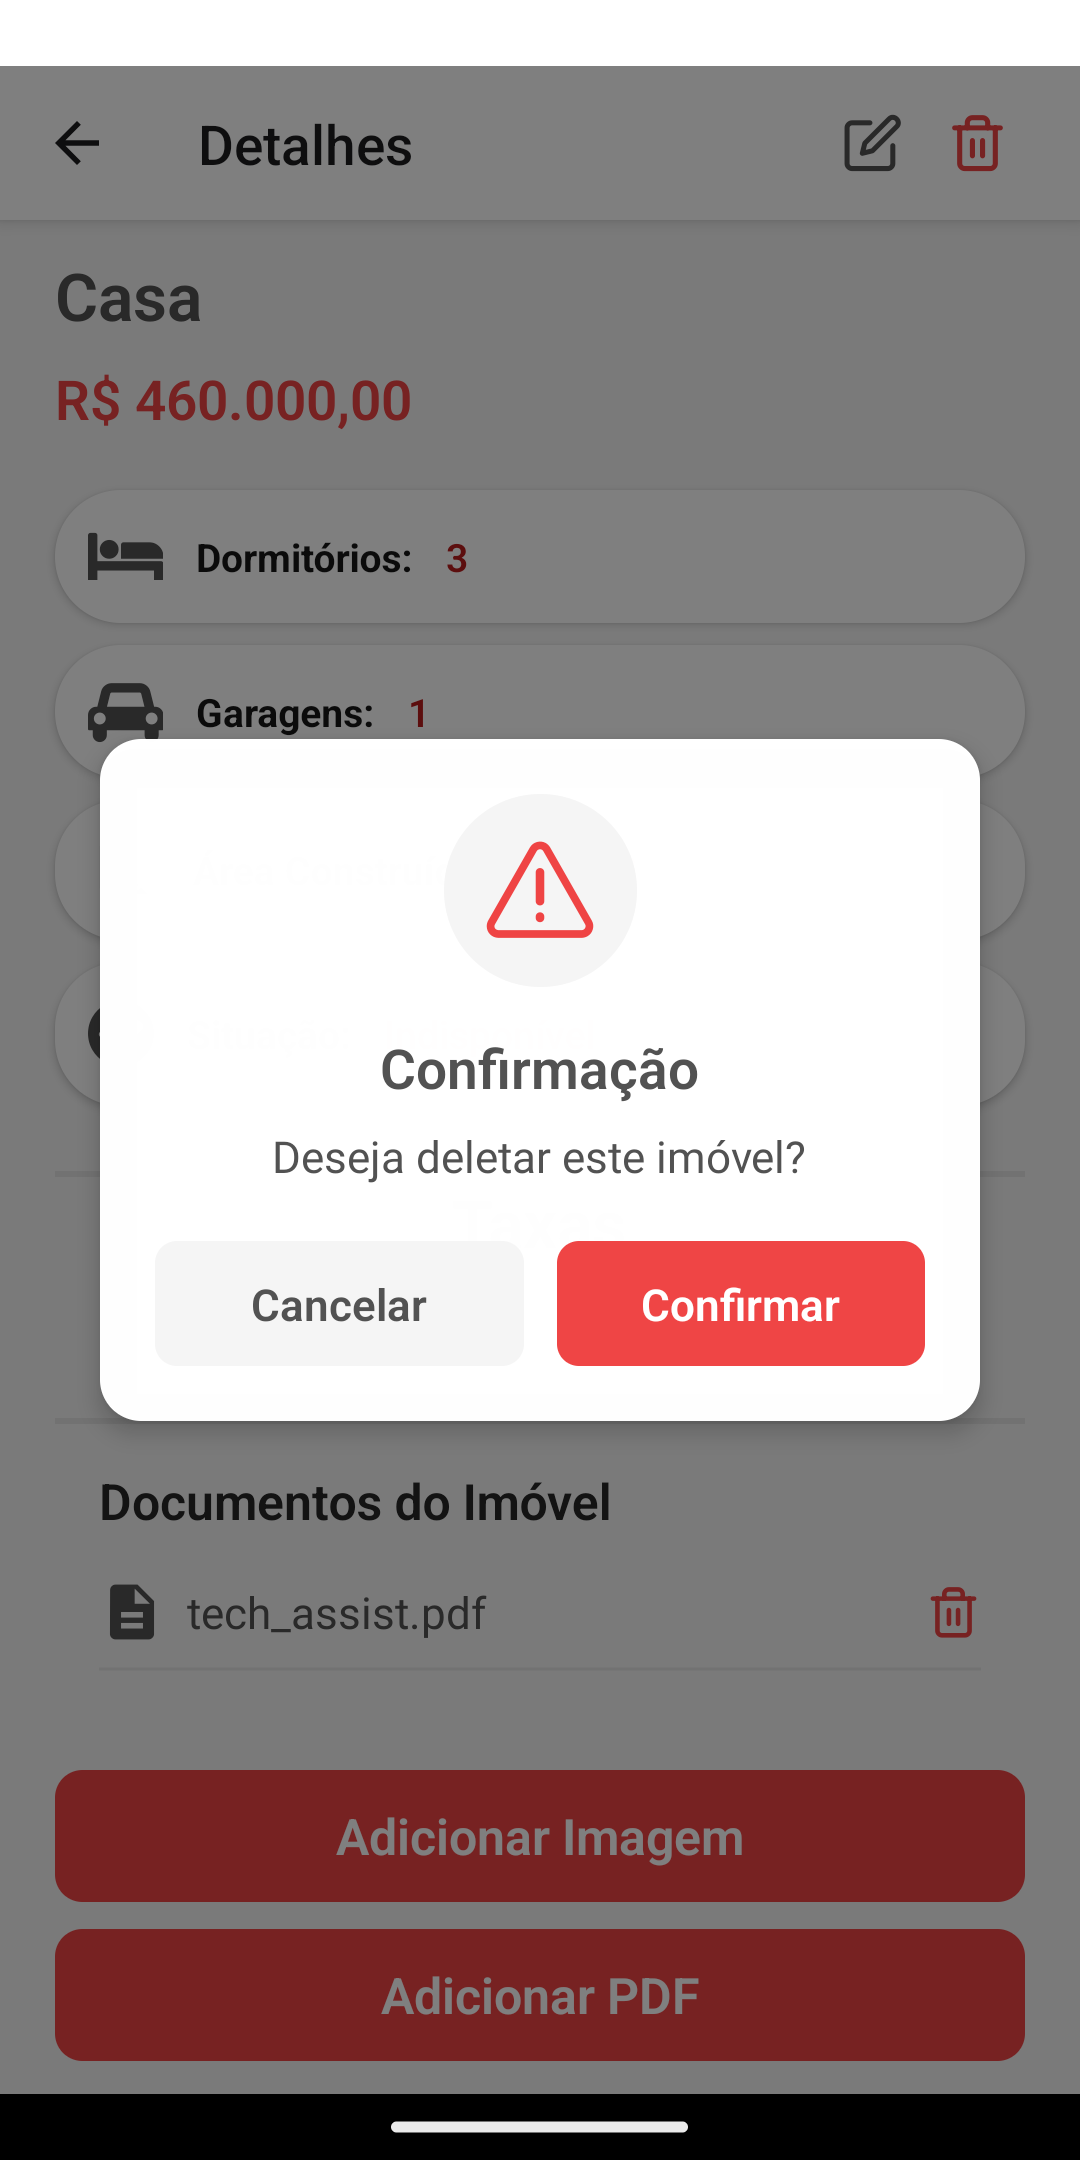 Detalhes
Casa
R$ 460.000,00
Dormitórios: 3
Garagens: 1
Confirmação
Deseja deletar este imóvel?
Cancelar
Confirmar
Documentos do Imóvel
tech_assist.pdf
Adicionar Imagem
Adicionar PDF